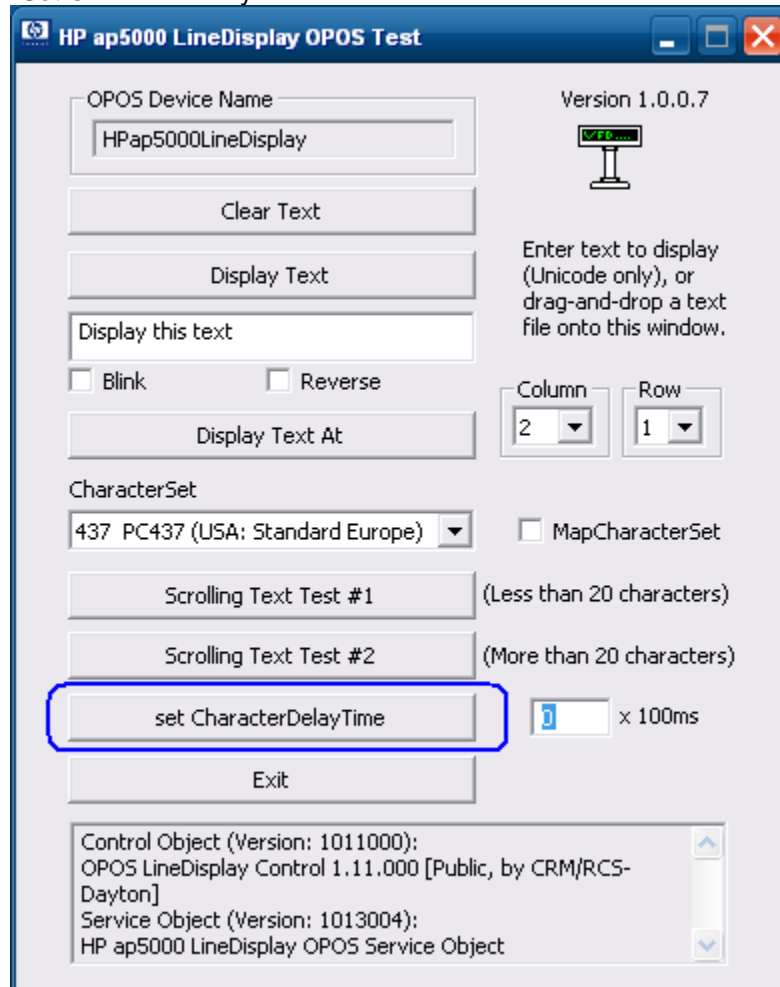 HP ap5000 LineDisplay OPOS Test
OPOS Device Name
Version 1.0.0.7
HPap5000LineDisplay
Clear Text
Display Text
Enter text to display
(Unicode only), or
drag-and-drop a text
file onto this window.
Display this text
Blink
Reverse
Column
Row
2
1
Display Text At
CharacterSet
437 PC437 (USA: Standard Europe)
MapCharacterSet
Scrolling Text Test #1
(Less than 20 characters)
Scrolling Text Test #2
(More than 20 characters)
set CharacterDelayTime
0
x 100ms
Exit
Control Object (Version: 1011000):
OPOS LineDisplay Control 1.11.000 [Public, by CRM/RCS-
Dayton]
Service Object (Version: 1013004):
HP ap5000 LineDisplay OPOS Service Object